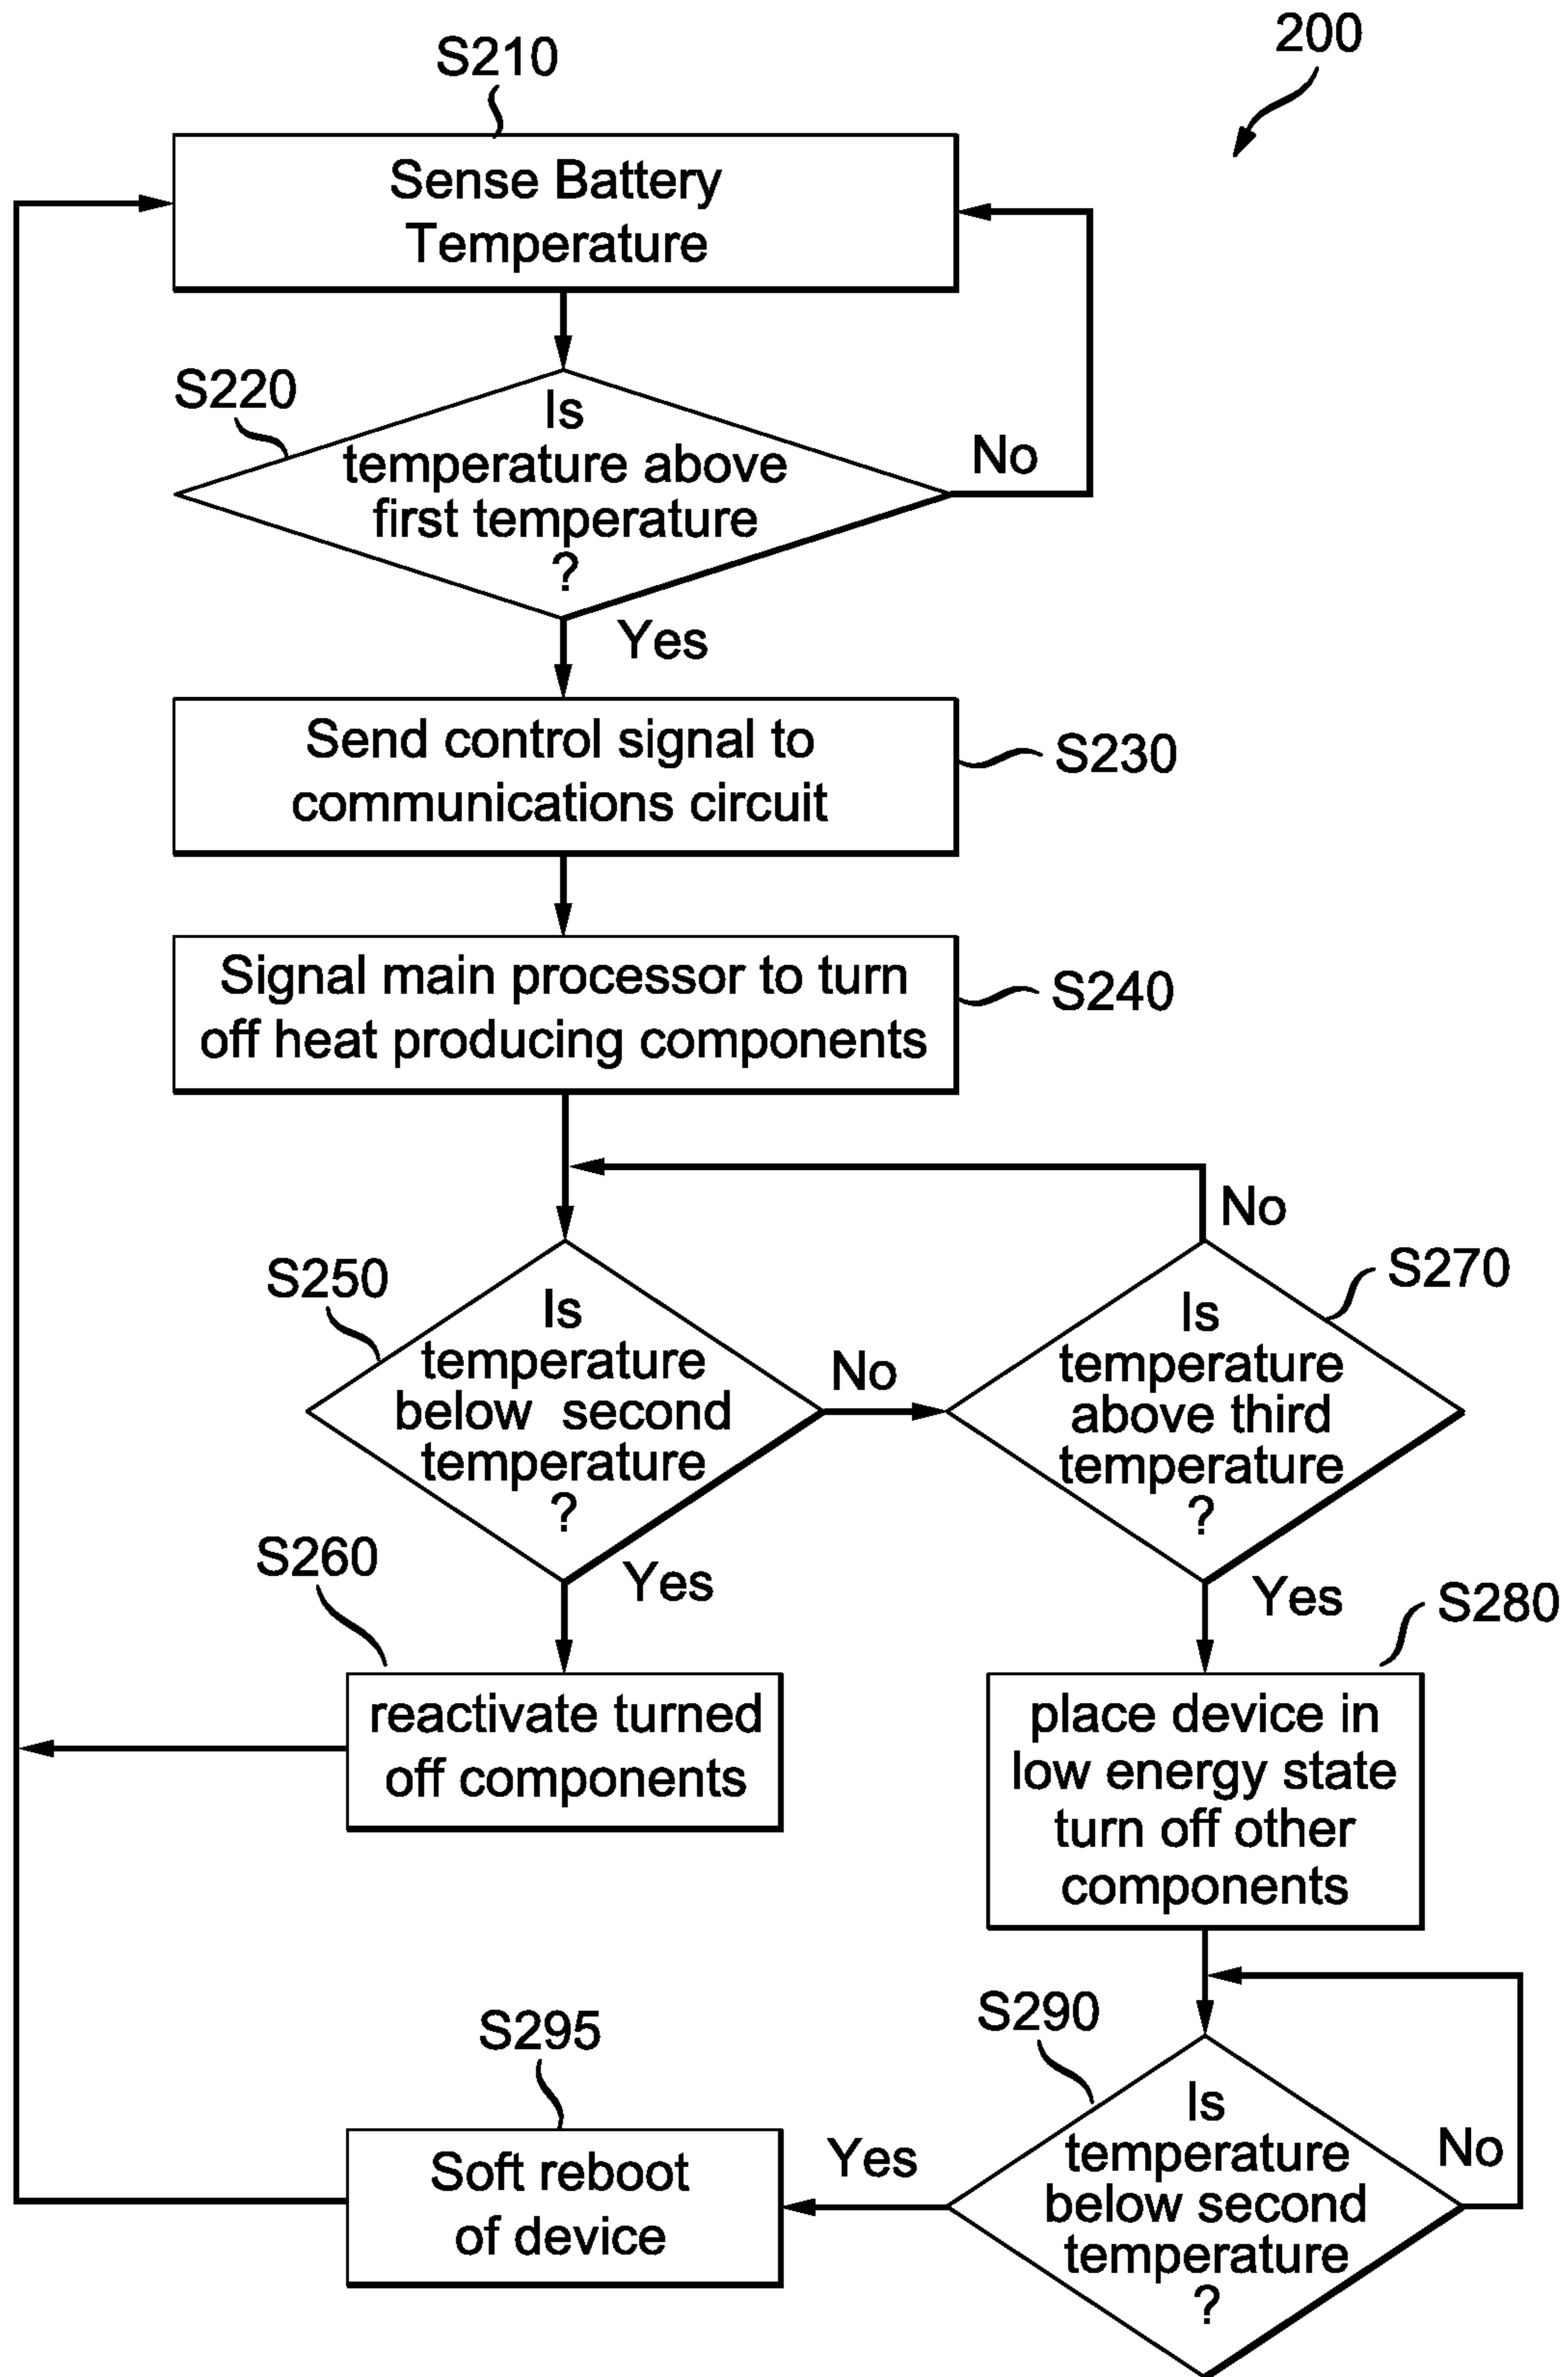 200
S210
Sense Battery
Temperature
S220
Is
temperature above
first temperature
?
No
Yes
Send control signal to
communications circuit
S230
Signal main processor to turn
off heat producing components
S240
No
S250
Is
temperature
below second
temperature
?
No
S270
Is
temperature
above third
temperature
?
Yes
Yes
S260
reactivate turned
off components
S280
place device in
low energy state
turn off other
components
S290
Is
temperature
below second
temperature
?
No
Yes
S295
Soft reboot
of device